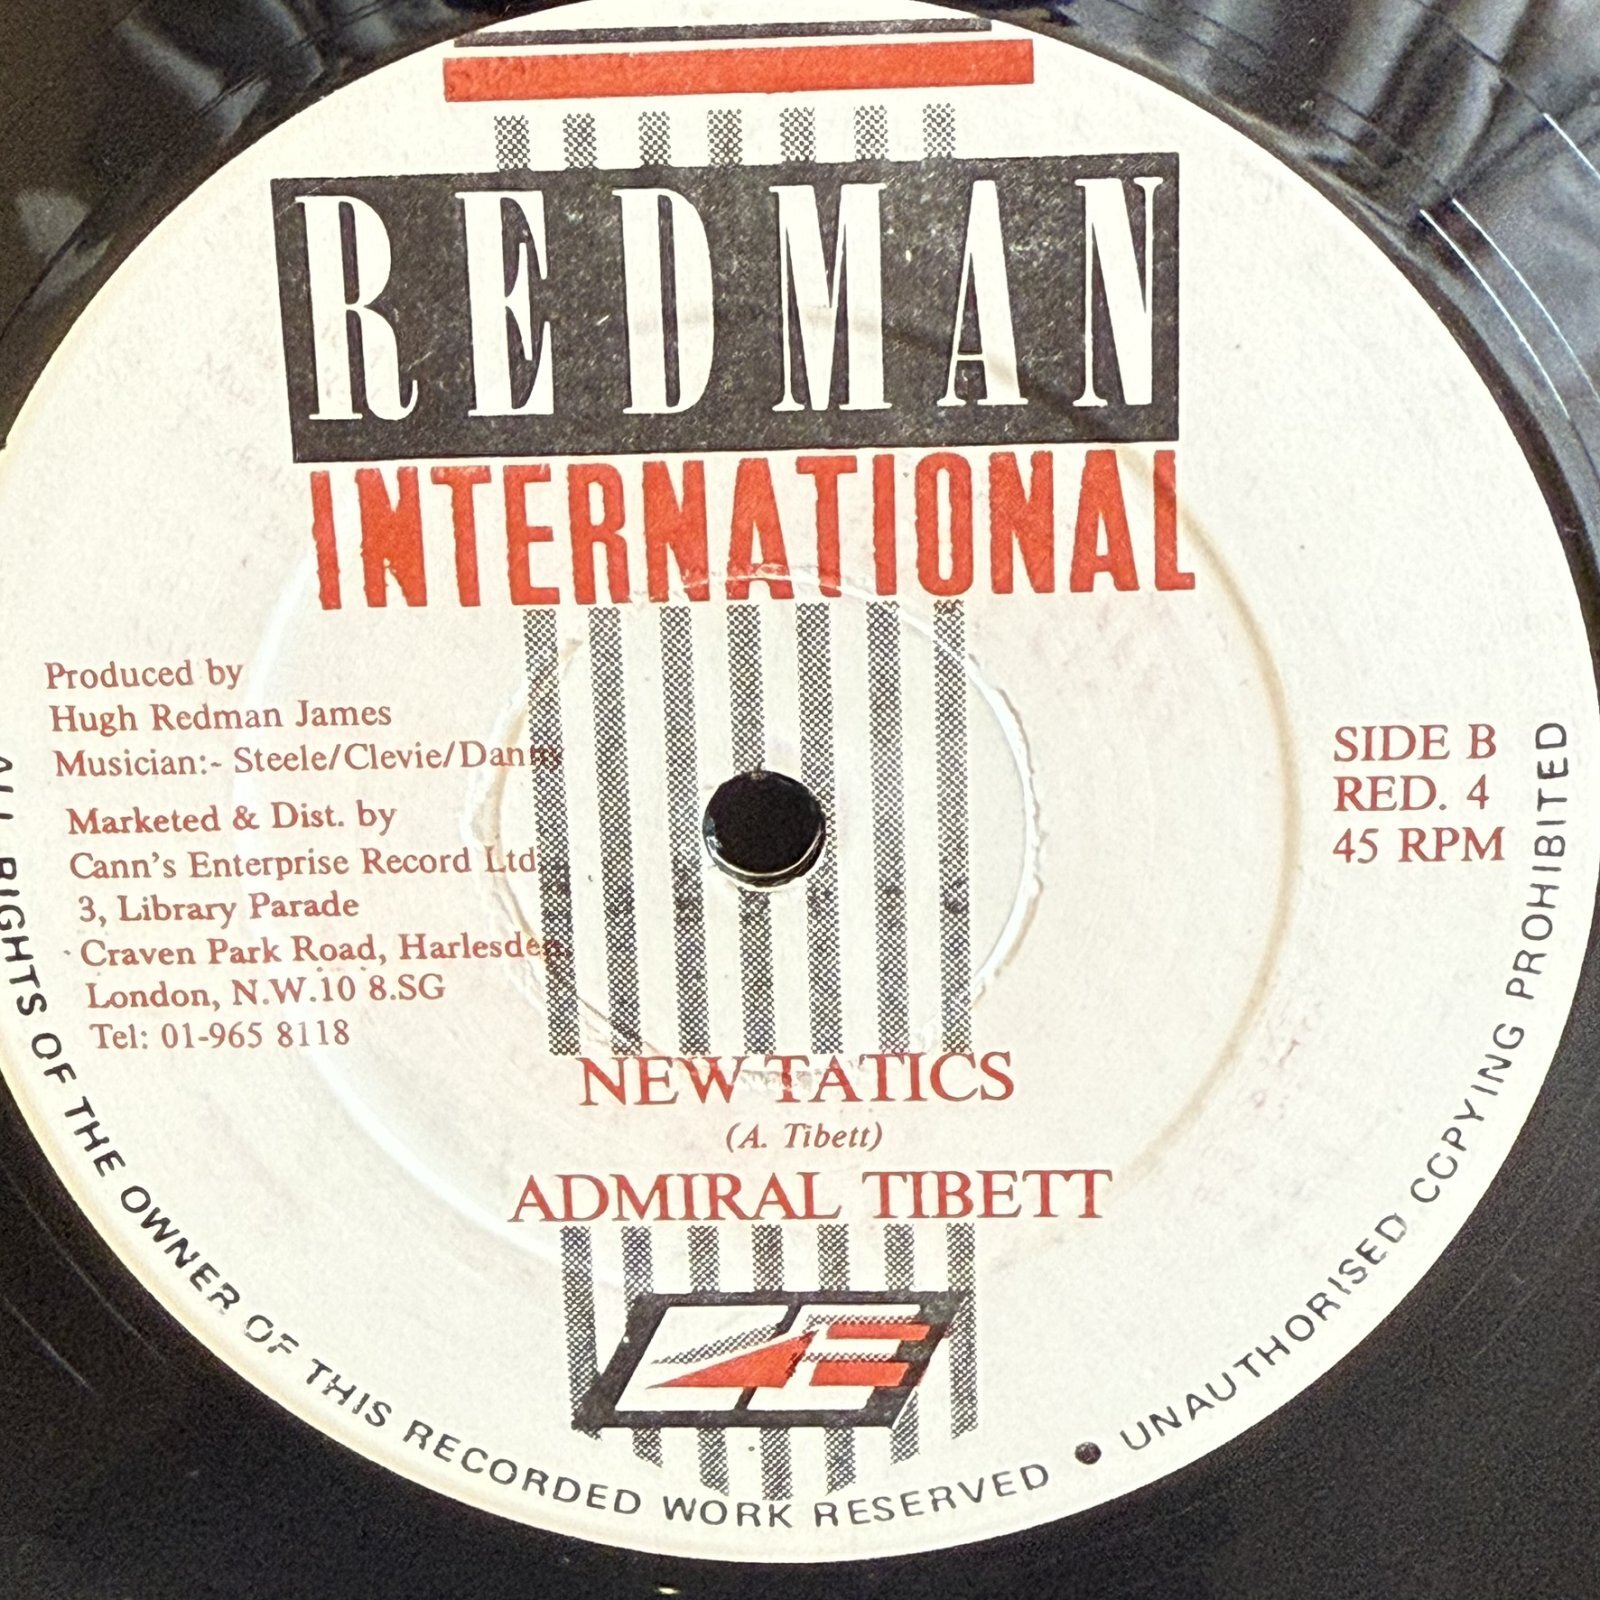 REDMAN
INTERNATIONAL
Produced by
Hugh Redman James
Musician:- Steele/Clevie/Danny
Marketed & Dist. by
Cann's Enterprise Record Ltd.
3, Library Parade
Craven Park Road, Harlesden,
London, N.W.10 8.SG
Tel: 01-965 8118
SIDE B
RED. 4
45 RPM
NEW TATICS
(A. Tibett)
ADMIRAL TIBETT
CE
ALL RIGHTS OF THE OWNER OF THIS RECORDED WORK RESERVED ● UNAUTHORISED COPYING PROHIBITED